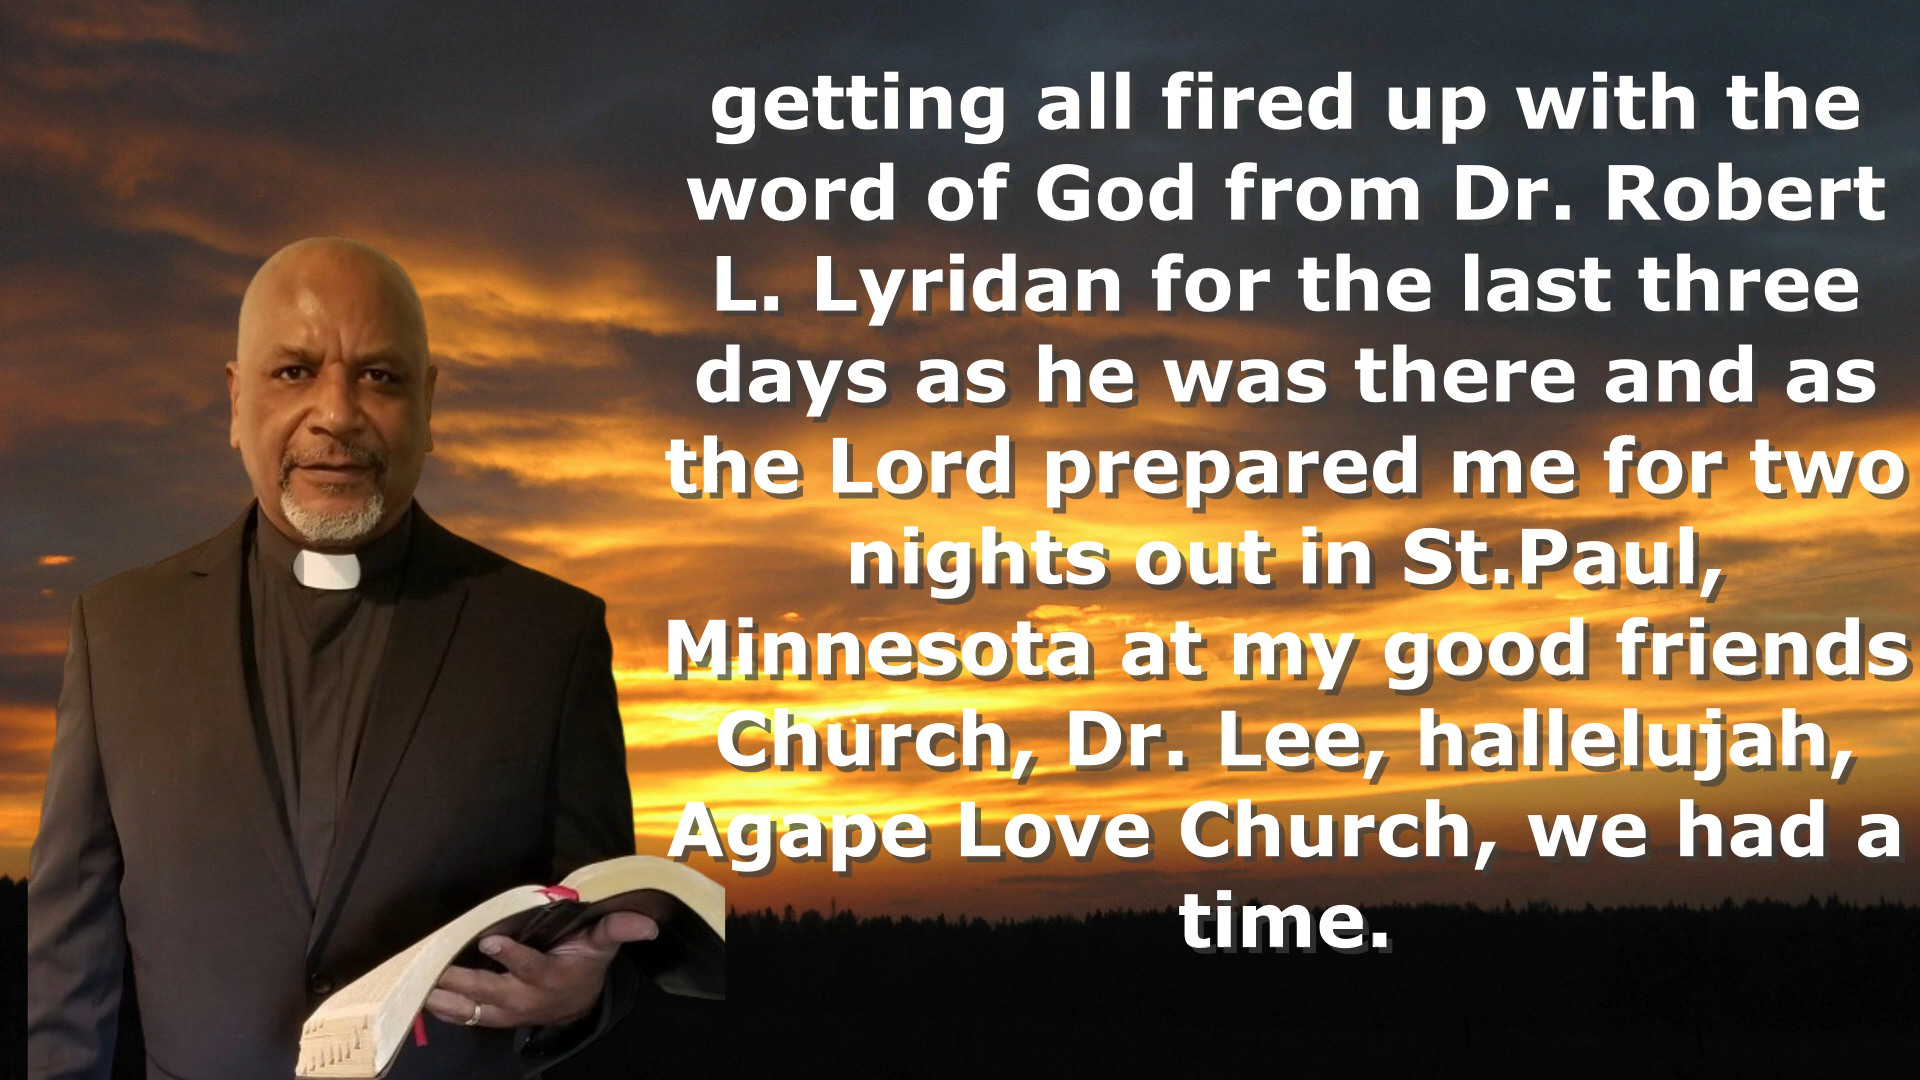 getting all fired up with the
word of God from Dr. Robert
L. Lyridan for the last three
days as he was there and as
the Lord prepared me for two
nights out in St.Paul,
Minnesota at my good friends
Church, Dr. Lee, hallelujah,
Agape Love Church, we had a
time.